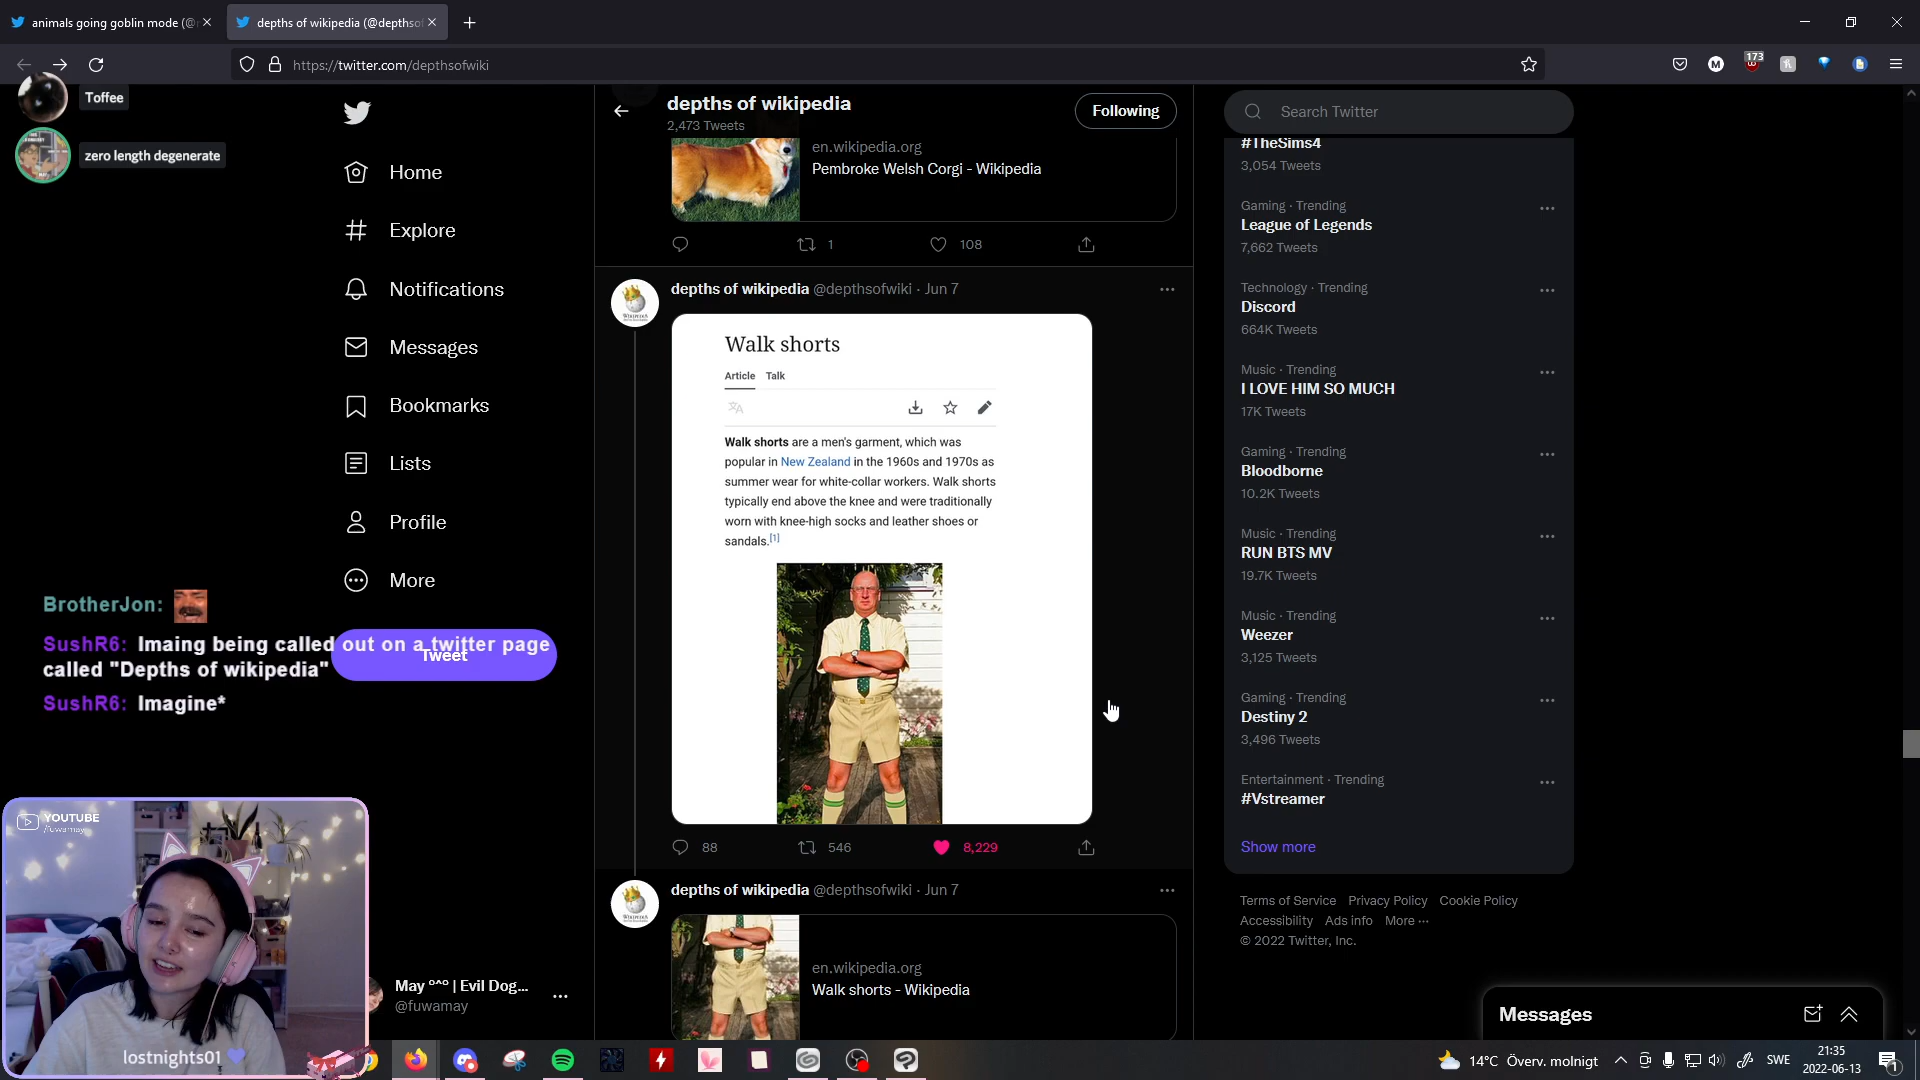 animals going goblin mode (@
depths of wikipedia (@depthso
https://twitter.com/depthsofwiki
173
Toffee
zero length degenerate
Home
Explore
Notifications
Messages
Bookmarks
Lists
Profile
More
Tweet
BrotherJon:
SushR6: Imaing being called out on a twitter page
called "Depths of wikipedia"
SushR6: Imagine*
YOUTUBE
/fuwamay
lostnights01
May | Evil Dog...
@fuwamay
depths of wikipedia
2,473 Tweets
Following
en.wikipedia.org
Pembroke Welsh Corgi - Wikipedia
1
108
depths of wikipedia @depthsofwiki · Jun 7
Walk shorts
Article Talk
Walk shorts are a men's garment, which was
popular in New Zealand in the 1960s and 1970s as
summer wear for white-collar workers. Walk shorts
typically end above the knee and were traditionally
worn with knee-high socks and leather shoes or
sandals.[1]
88
546
8,229
depths of wikipedia @depthsofwiki · Jun 7
en.wikipedia.org
Walk shorts - Wikipedia
Search Twitter
#TheSims4
3,054 Tweets
Gaming · Trending
League of Legends
7,662 Tweets
Technology · Trending
Discord
664K Tweets
Music · Trending
I LOVE HIM SO MUCH
17K Tweets
Gaming · Trending
Bloodborne
10.2K Tweets
Music · Trending
RUN BTS MV
19.7K Tweets
Music · Trending
Weezer
3,125 Tweets
Gaming · Trending
Destiny 2
3,496 Tweets
Entertainment · Trending
#Vstreamer
Show more
Terms of Service Privacy Policy Cookie Policy
Accessibility Ads info More ···
© 2022 Twitter, Inc.
Messages
14°C Överv. molnigt
SWE
21:35
2022-06-13
1